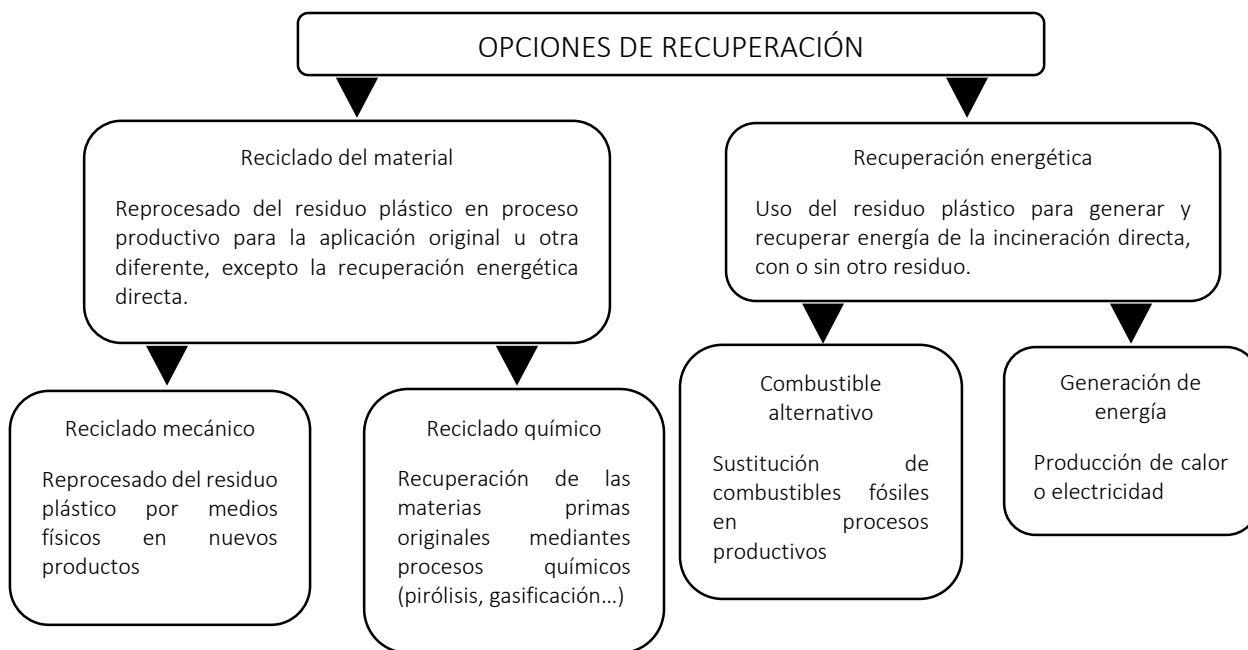 OPCIONES DE RECUPERACIÓN
Reciclado del material
Reprocesado del residuo plástico en proceso
productivo para la aplicación original u otra
diferente, excepto la recuperación energética
directa.
Recuperación energética
Uso del residuo plástico para generar y
recuperar energía de la incineración directa,
con o sin otro residuo.
Reciclado mecánico
Reprocesado del residuo
plástico por medios
físicos en nuevos
productos
Reciclado químico
Recuperación de las
materias primas
originales mediantes
procesos químicos
(pirólisis, gasificación…)
Combustible
alternativo
Sustitución de
combustibles fósiles
en procesos
productivos
Generación de
energía
Producción de calor
o electricidad